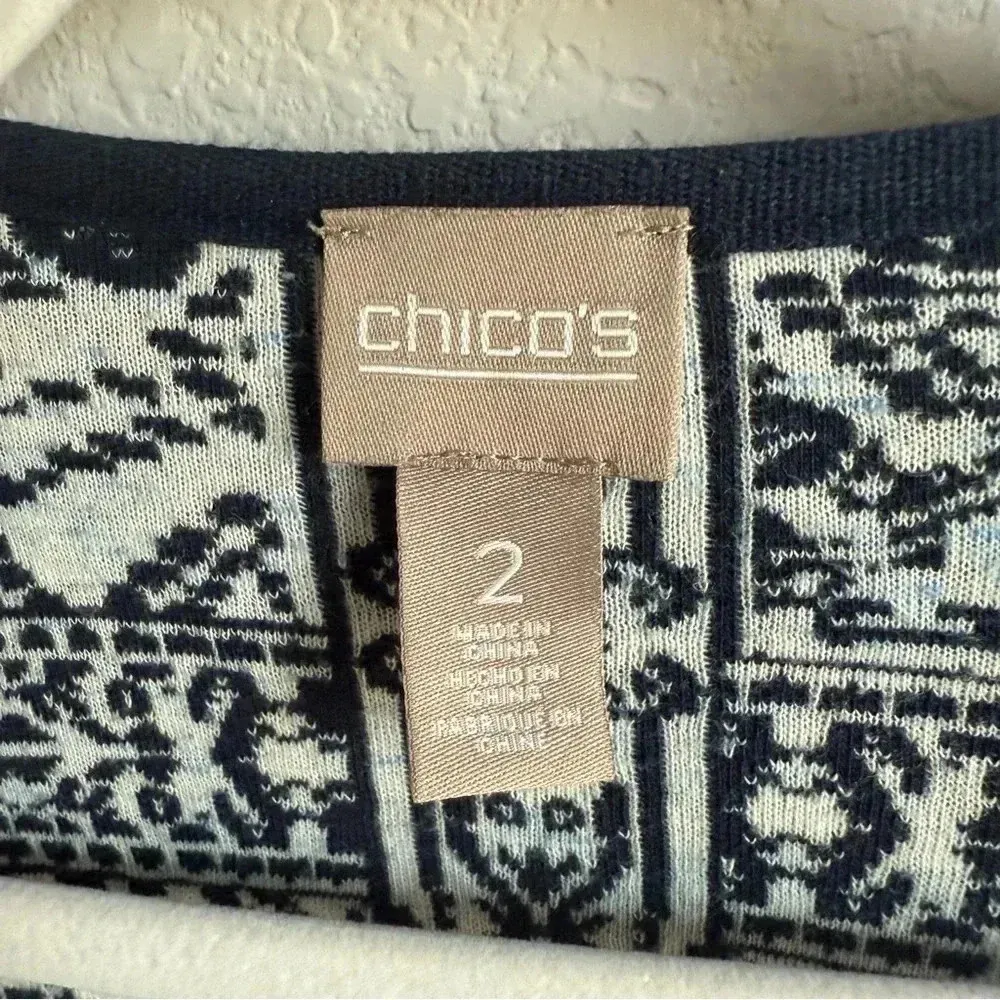 chico's
2
MADE IN
CHINA
HECHO EN
CHINA
FABRIQUE EN
CHINE